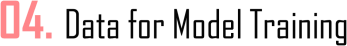 04. Data for Model Training